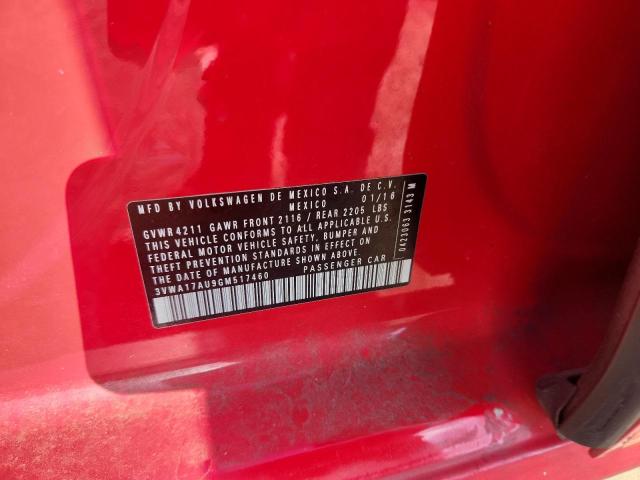 MFD BY VOLKSWAGEN DE MEXICO S.A. DE C.V.
MEXICO 01/16
GVWR 4211 GAWR FRONT 2116 / REAR 2205 LBS
THIS VEHICLE CONFORMS TO ALL APPLICABLE U.S.
FEDERAL MOTOR VEHICLE SAFETY, BUMPER AND
THEFT PREVENTION STANDARDS IN EFFECT ON
THE DATE OF MANUFACTURE SHOWN ABOVE.
3VWA17AU9GM517460 PASSENGER CAR
0423063 3143 M